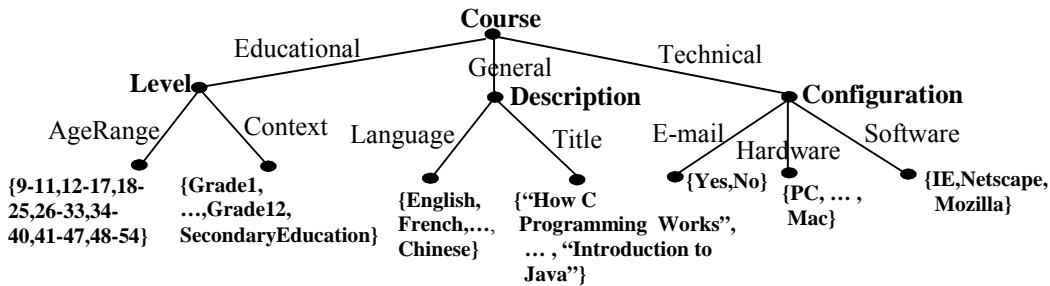 Course
Educational
General
Technical
Level
Description
Configuration
AgeRange
Context
Language
Title
E-mail
Hardware
Software
{9-11,12-17,18-
25,26-33,34-
40,41-47,48-54}
{Grade1,
…,Grade12,
SecondaryEducation}
{English,
French,…,
Chinese}
{“How C
Programming Works”,
… , “Introduction to
Java”}
{Yes,No}
{PC, … ,
Mac}
{IE,Netscape,
Mozilla}